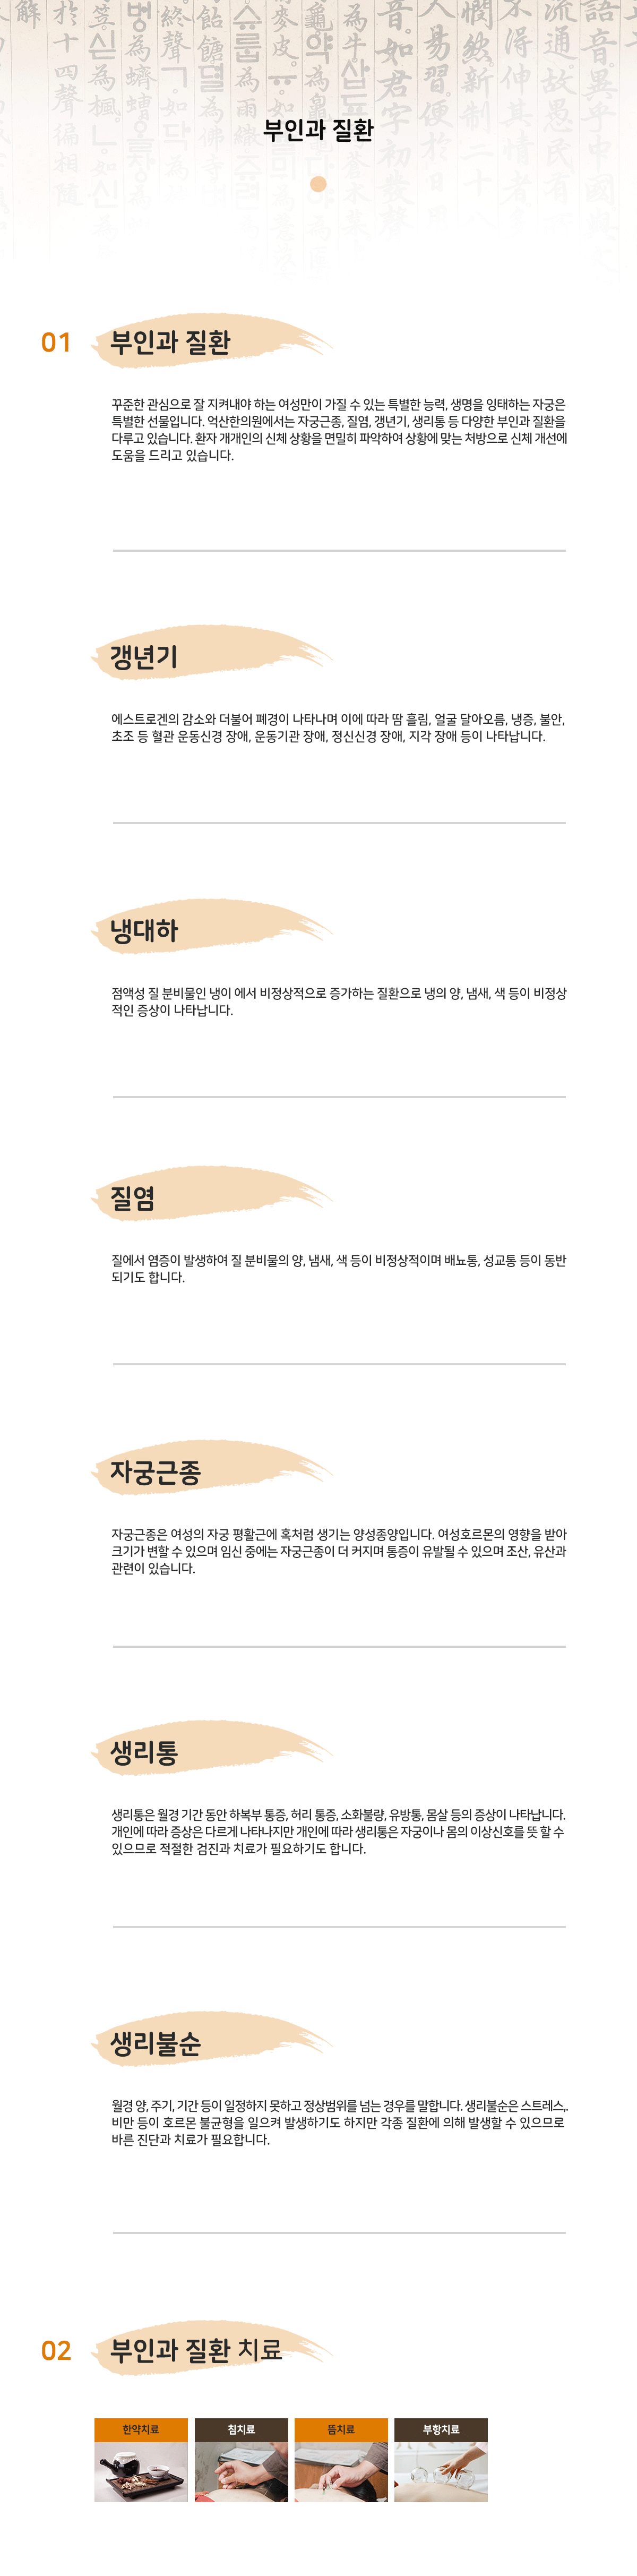 부인과 질환
01 부인과 질환
꾸준한 관심으로 잘 지켜내야 하는 여성만이 가질 수 있는 특별한 능력, 생명을 잉태하는 자궁은
특별한 선물입니다. 억산한의원에서는 자궁근종, 질염, 갱년기, 생리통 등 다양한 부인과 질환을
다루고 있습니다. 환자 개개인의 신체 상황을 면밀히 파악하여 상황에 맞는 처방으로 신체 개선에
도움을 드리고 있습니다.
갱년기
에스트로겐의 감소와 더불어 폐경이 나타나며 이에 따라 땀 흘림, 얼굴 달아오름, 냉증, 불안,
초조 등 혈관 운동신경 장애, 운동기관 장애, 정신신경 장애, 지각 장애 등이 나타납니다.
냉대하
점액성 질 분비물인 냉이 에서 비정상적으로 증가하는 질환으로 냉의 양, 냄새, 색 등이 비정상
적인 증상이 나타납니다.
질염
질에서 염증이 발생하여 질 분비물의 양, 냄새, 색 등이 비정상적이며 배뇨통, 성교통 등이 동반
되기도 합니다.
자궁근종
자궁근종은 여성의 자궁 평활근에 혹처럼 생기는 양성종양입니다. 여성호르몬의 영향을 받아
크기가 변할 수 있으며 임신 중에는 자궁근종이 더 커지며 통증이 유발될 수 있으며 조산, 유산과
관련이 있습니다.
생리통
생리통은 월경 기간 동안 하복부 통증, 허리 통증, 소화불량, 유방통, 몸살 등의 증상이 나타납니다.
개인에 따라 증상은 다르게 나타나지만 개인에 따라 생리통은 자궁이나 몸의 이상신호를 뜻 할 수
있으므로 적절한 검진과 치료가 필요하기도 합니다.
생리불순
월경 양, 주기, 기간 등이 일정하지 못하고 정상범위를 넘는 경우를 말합니다. 생리불순은 스트레스,.
비만 등이 호르몬 불균형을 일으켜 발생하기도 하지만 각종 질환에 의해 발생할 수 있으므로
바른 진단과 치료가 필요합니다.
02 부인과 질환 치료
한약치료 침치료 뜸치료 부항치료